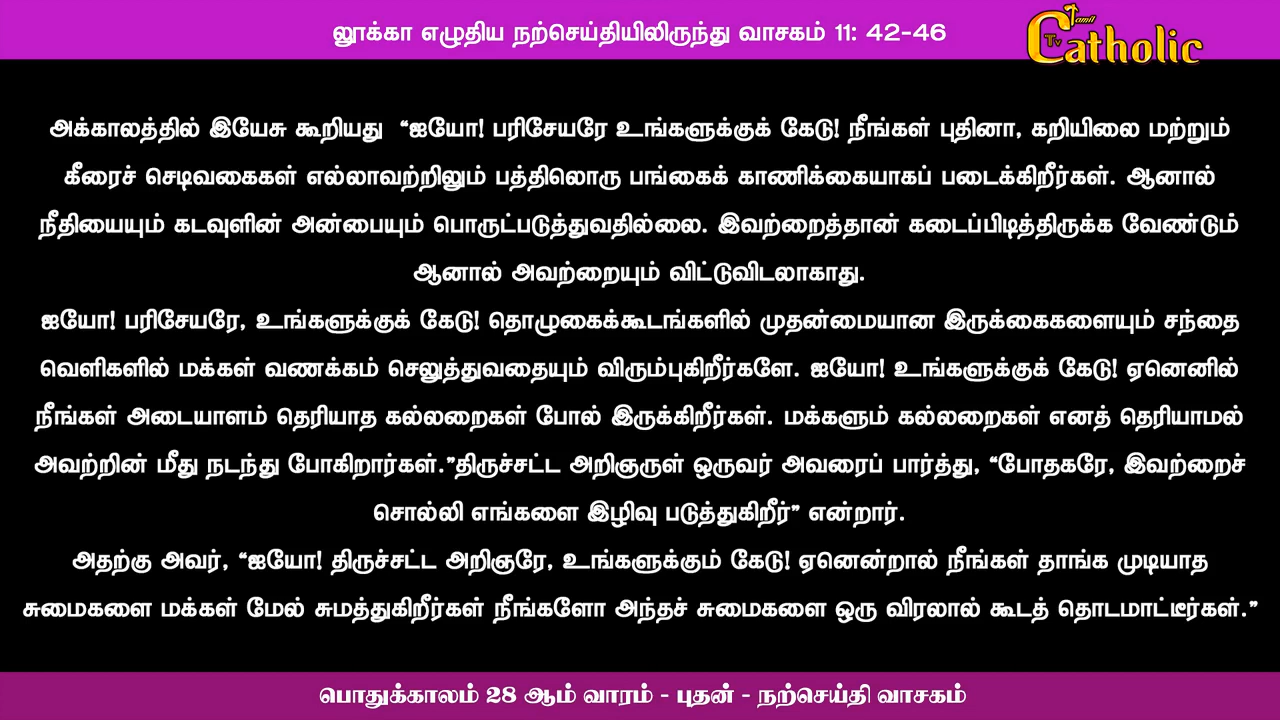 லூக்கா எழுதிய நற்செய்தியிலிருந்து வாசகம் 11: 42-46
Tamil
Catholic
Tv
அக்காலத்தில் இயேசு கூறியது “ஐயோ! பரிசேயரே உங்களுக்குக் கேடு! நீங்கள் புதினா, கறியிலை மற்றும்
கீரைச் செடிவகைகள் எல்லாவற்றிலும் பத்திலொரு பங்கைக் காணிக்கையாகப் படைக்கிறீர்கள். ஆனால்
நீதியையும் கடவுளின் அன்பையும் பொருட்படுத்துவதில்லை. இவற்றைத்தான் கடைப்பிடித்திருக்க வேண்டும்
ஆனால் அவற்றையும் விட்டுவிடலாகாது.
ஐயோ! பரிசேயரே, உங்களுக்குக் கேடு! தொழுகைக்கூடங்களில் முதன்மையான இருக்கைகளையும் சந்தை
வெளிகளில் மக்கள் வணக்கம் செலுத்துவதையும் விரும்புகிறீர்களே. ஐயோ! உங்களுக்குக் கேடு! ஏனெனில்
நீங்கள் அடையாளம் தெரியாத கல்லறைகள் போல் இருக்கிறீர்கள். மக்களும் கல்லறைகள் எனத் தெரியாமல்
அவற்றின் மீது நடந்து போகிறார்கள்.”திருச்சட்ட அறிஞருள் ஒருவர் அவரைப் பார்த்து, “போதகரே, இவற்றைச்
சொல்லி எங்களை இழிவு படுத்துகிறீர்” என்றார்.
அதற்கு அவர், “ஐயோ! திருச்சட்ட அறிஞரே, உங்களுக்கும் கேடு! ஏனென்றால் நீங்கள் தாங்க முடியாத
சுமைகளை மக்கள் மேல் சுமத்துகிறீர்கள் நீங்களோ அந்தச் சுமைகளை ஒரு விரலால் கூடத் தொடமாட்டீர்கள்.”
பொதுக்காலம் 28 ஆம் வாரம் - புதன் - நற்செய்தி வாசகம்